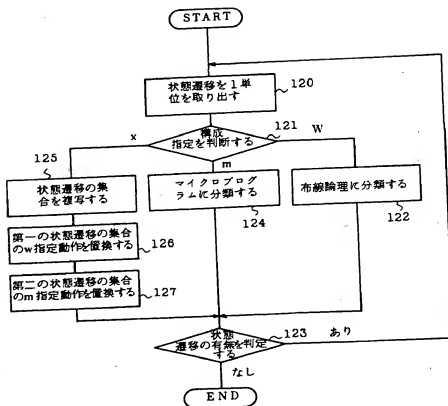 START
状態遷移を1単
位を取り出す
120
構成
指定を判断する
121
x
m
W
125
状態遷移の集
合を複写する
マイクロプログ
ラムに分類する
124
布線論理に分類する
122
第一の状態遷移の集合
のw指定動作を置換する
126
第二の状態遷移の集合
のm指定動作を置換する
127
状態
遷移の有無を判定
する
123
あり
なし
END